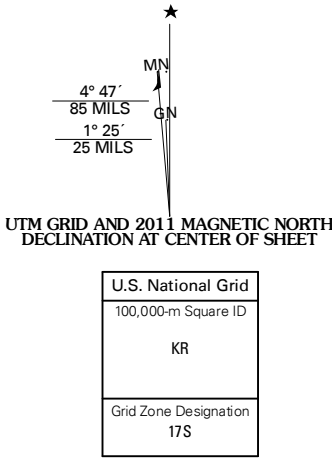 MN
4° 47´
85 MILS
GN
1° 25´
25 MILS
UTM GRID AND 2011 MAGNETIC NORTH
DECLINATION AT CENTER OF SHEET
U.S. National Grid
100,000-m Square ID
KR
Grid Zone Designation
17S